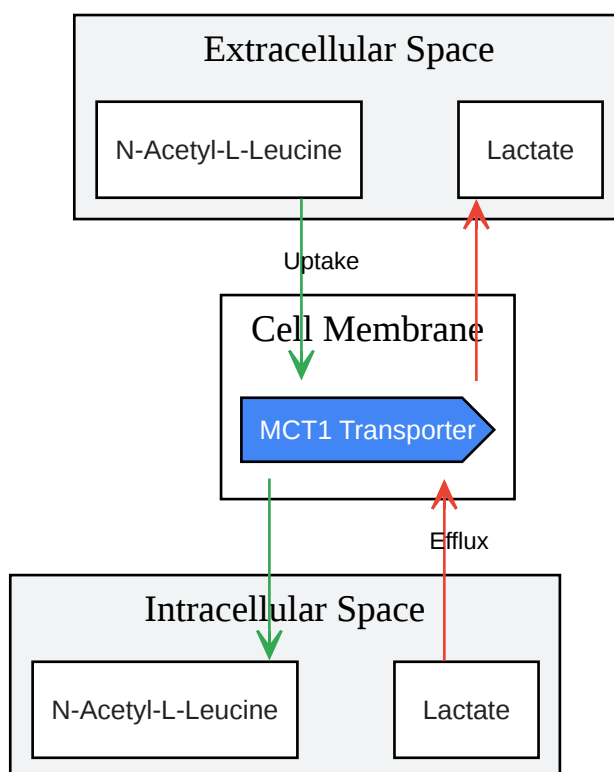 Extracellular Space
N-Acetyl-L-Leucine
Lactate
Uptake
Cell Membrane
MCT1 Transporter
Efflux
Intracellular Space
N-Acetyl-L-Leucine
Lactate